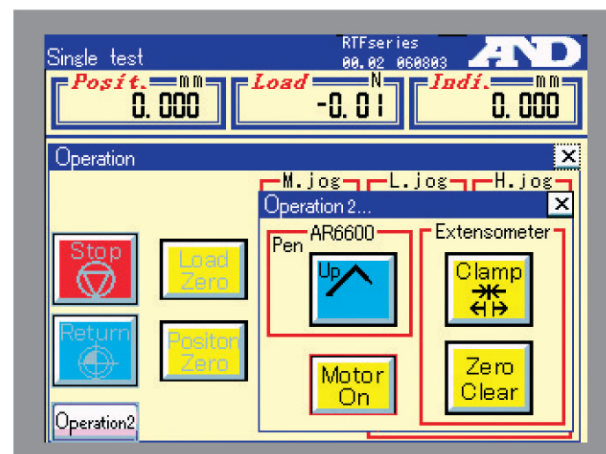 Single test
RTFseries
00.02 060803
AND
Posit. mm
0.000
Load N
-0.01
Indi. mm
0.000
Operation
M.jog L.jog H.jog
Operation 2...
Stop
Load
Zero
Return
Positon
Zero
Operation2
Pen
AR6600
Up
Motor
On
Extensometer
Clamp
Zero
Clear